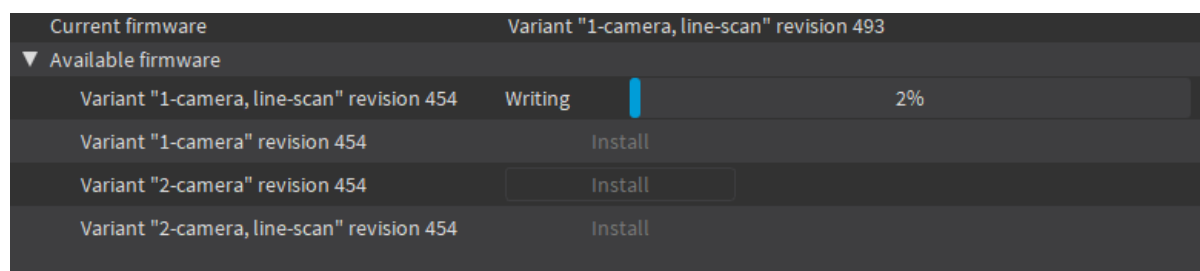 Current firmware Variant "1-camera, line-scan" revision 493
Available firmware
Variant "1-camera, line-scan" revision 454 Writing 2%
Variant "1-camera" revision 454 Install
Variant "2-camera" revision 454 Install
Variant "2-camera, line-scan" revision 454 Install